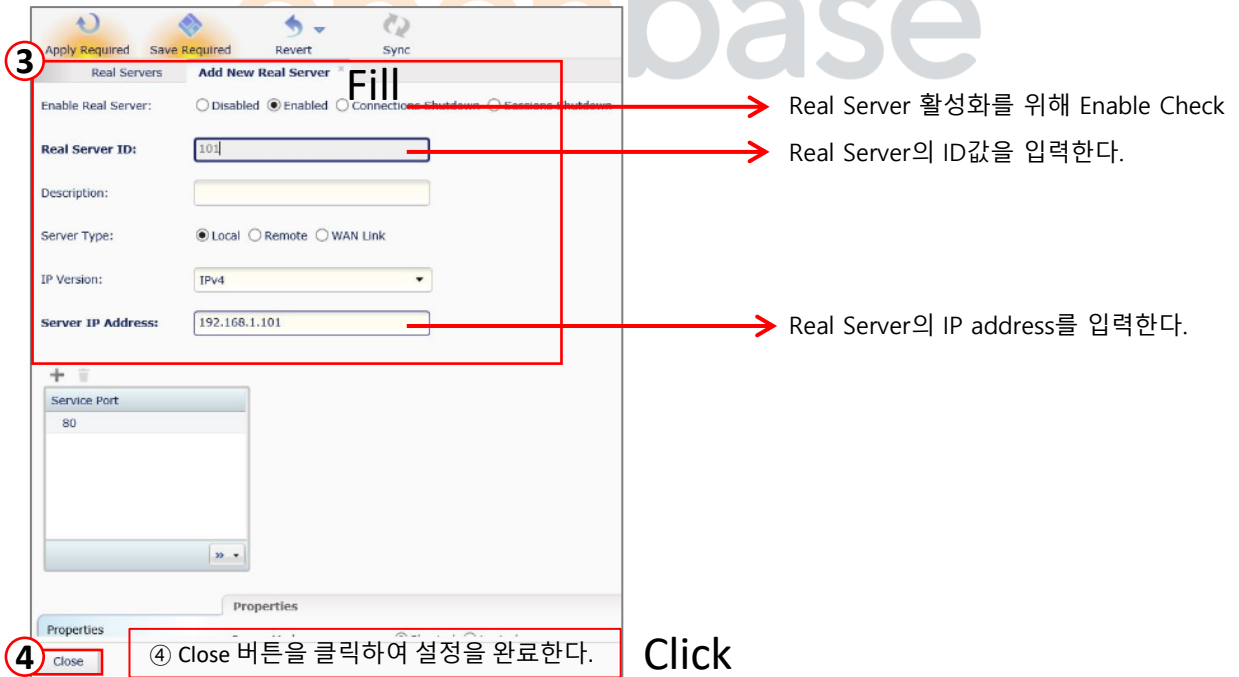 openbase
Apply Required Save Required Revert Sync
③
Real Servers Add New Real Server
Fill
Enable Real Server: Disabled Enabled Connections Shutdown Sessions Shutdown
Real Server 활성화를 위해 Enable Check
Real Server ID: 101
Real Server의 ID값을 입력한다.
Description:
Server Type: Local Remote WAN Link
IP Version: IPv4
Server IP Address: 192.168.1.101
Real Server의 IP address를 입력한다.
Service Port
80
Properties
Properties
④
Close
④ Close 버튼을 클릭하여 설정을 완료한다.
Click